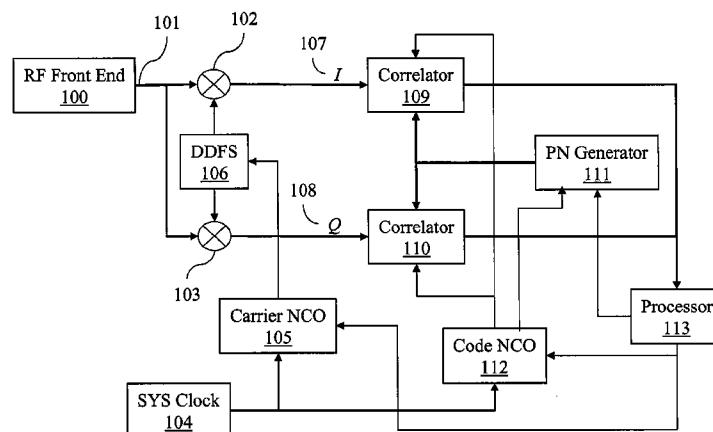 101
102
RF Front End
100
107
I
Correlator
109
DDFS
106
PN Generator
111
108
Q
Correlator
110
103
Carrier NCO
105
Processor
113
Code NCO
112
SYS Clock
104